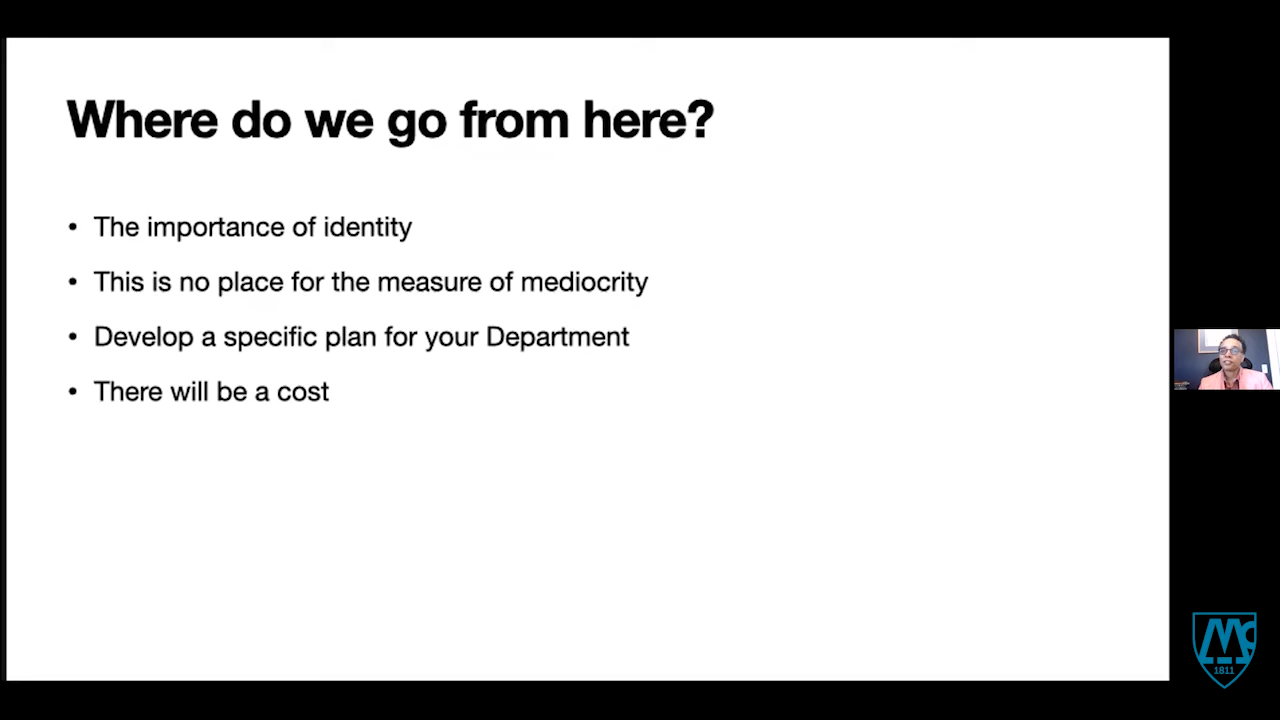 Where do we go from here?
• The importance of identity
• This is no place for the measure of mediocrity
• Develop a specific plan for your Department
• There will be a cost
1811